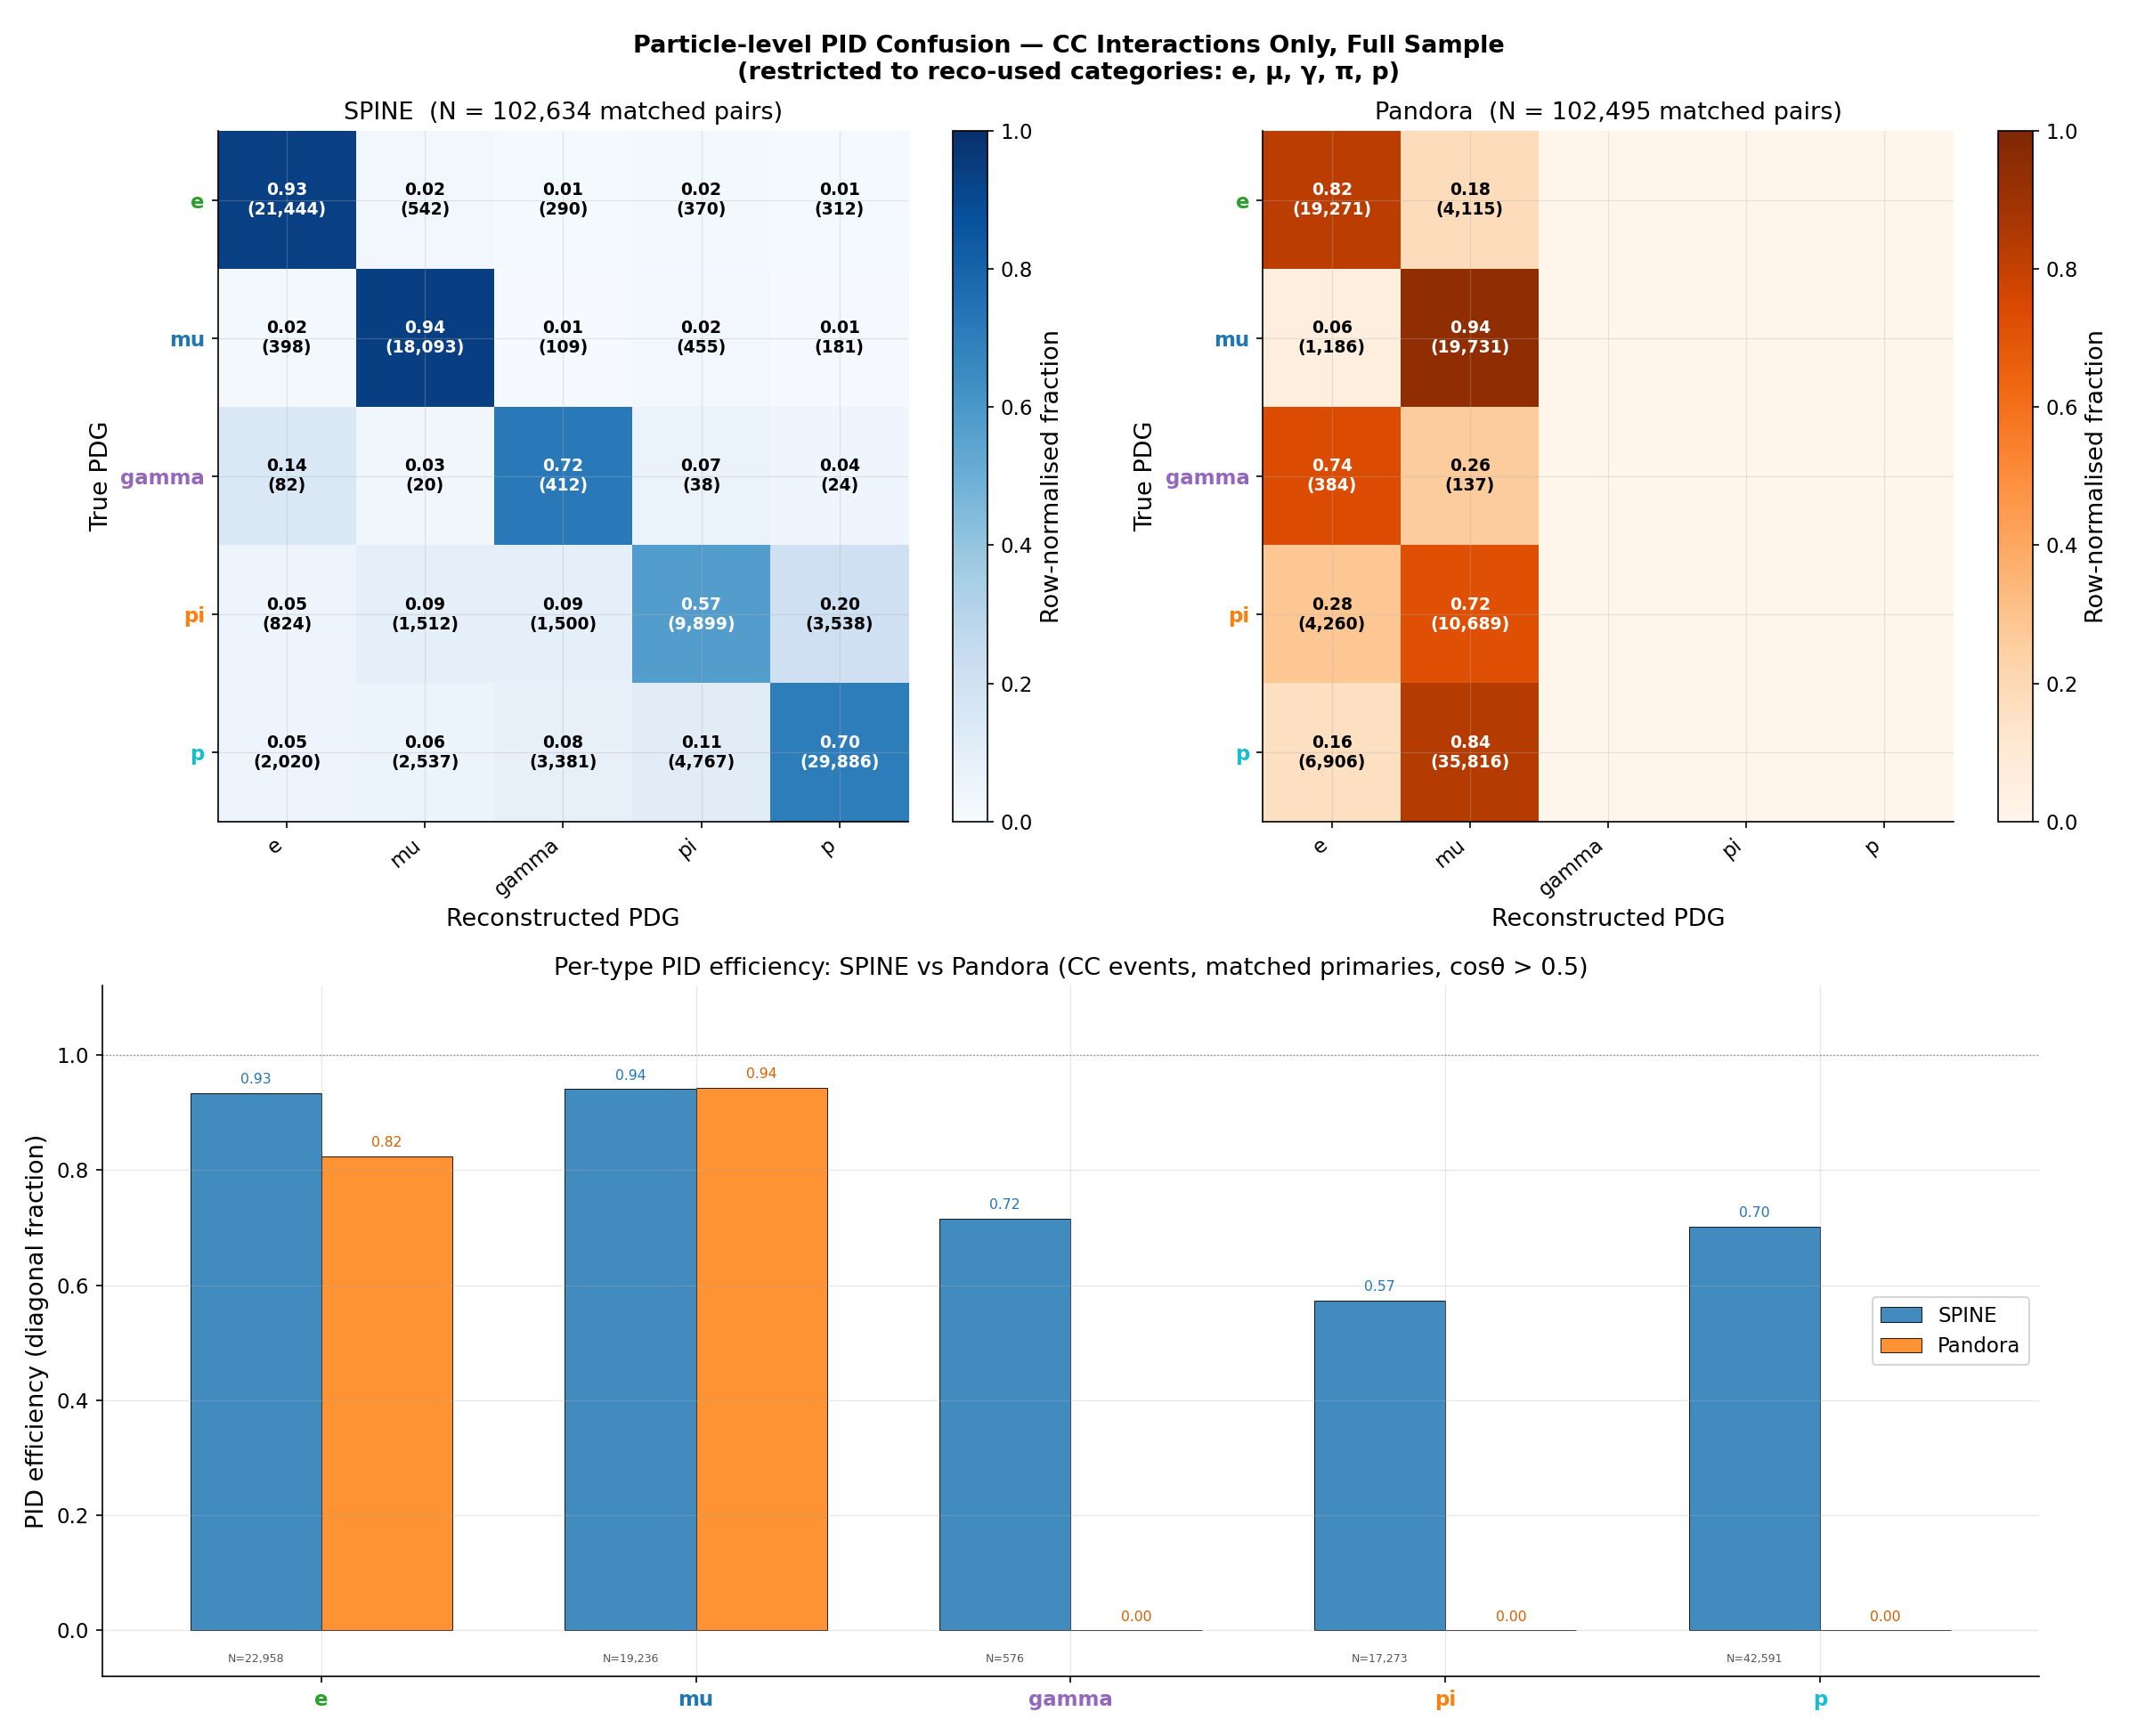 Particle-level PID Confusion — CC Interactions Only, Full Sample
(restricted to reco-used categories: e, μ, γ, π, p)
SPINE  (N = 102,634 matched pairs)
True PDG
e
mu
gamma
pi
p
0.93 0.02 0.01 0.02 0.01
(21,444) (542) (290) (370) (312)
0.02 0.94 0.01 0.02 0.01
(398) (18,093) (109) (455) (181)
0.14 0.03 0.72 0.07 0.04
(82) (20) (412) (38) (24)
0.05 0.09 0.09 0.57 0.20
(824) (1,512) (1,500) (9,899) (3,538)
0.05 0.06 0.08 0.11 0.70
(2,020) (2,537) (3,381) (4,767) (29,886)
e mu gamma pi p
Reconstructed PDG
1.0
0.8
0.6
0.4
0.2
0.0
Row-normalised fraction
Pandora  (N = 102,495 matched pairs)
True PDG
e
mu
gamma
pi
p
0.82 0.18
(19,271) (4,115)
0.06 0.94
(1,186) (19,731)
0.74 0.26
(384) (137)
0.28 0.72
(4,260) (10,689)
0.16 0.84
(6,906) (35,816)
e mu gamma pi p
Reconstructed PDG
1.0
0.8
0.6
0.4
0.2
0.0
Row-normalised fraction
Per-type PID efficiency: SPINE vs Pandora (CC events, matched primaries, cosθ > 0.5)
PID efficiency (diagonal fraction)
1.0
0.8
0.6
0.4
0.2
0.0
0.93 0.82 0.94 0.94 0.72 0.00 0.57 0.00 0.70 0.00
SPINE
Pandora
N=22,958 N=19,236 N=576 N=17,273 N=42,591
e mu gamma pi p